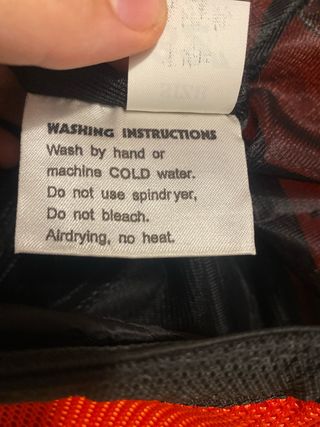 WASHING INSTRUCTIONS
Wash by hand or
machine COLD water.
Do not use spindryer,
Do not bleach.
Airdrying, no heat.